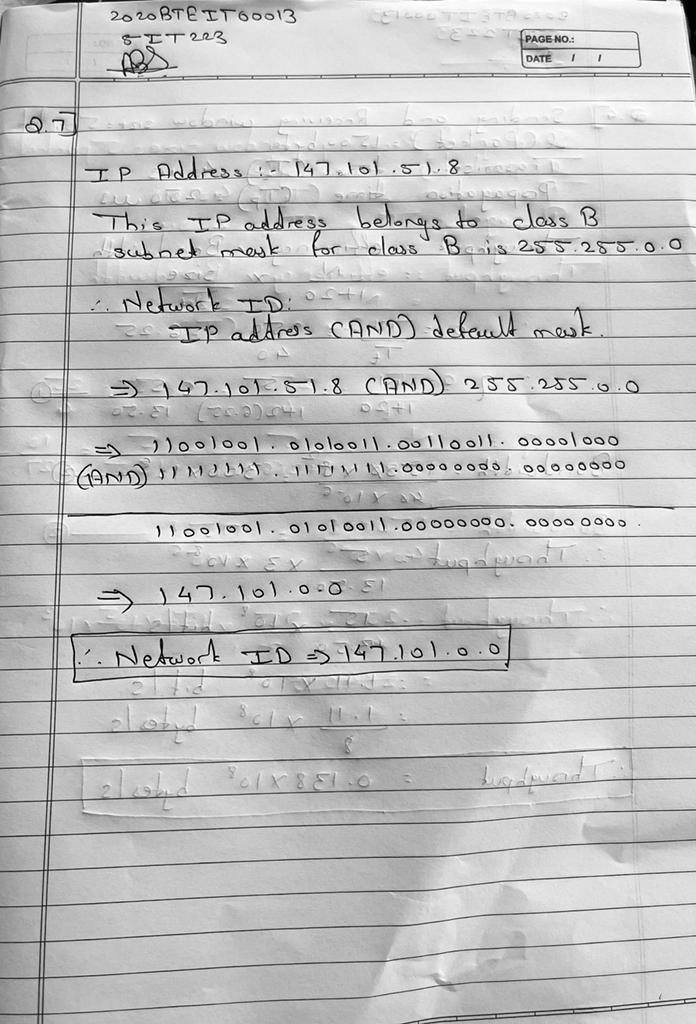 2020BTEIT00013
SIT223
PAGE NO.:
DATE / /
Q.7]
IP Address :- 147.101.51.8
This IP address belongs to class B
subnet mask for class B is 255.255.0.0
∴ Network ID:
IP address (AND) default mask.
⇒ 147.101.51.8 (AND) 255.255.0.0
⇒ 11001001.01010011.00110011.00001000
(AND) 11111111.11111111.00000000.00000000
11001001.01010011.00000000.00000000.
⇒ 147.101.0.0
∴ Network ID ⇒ 147.101.0.0